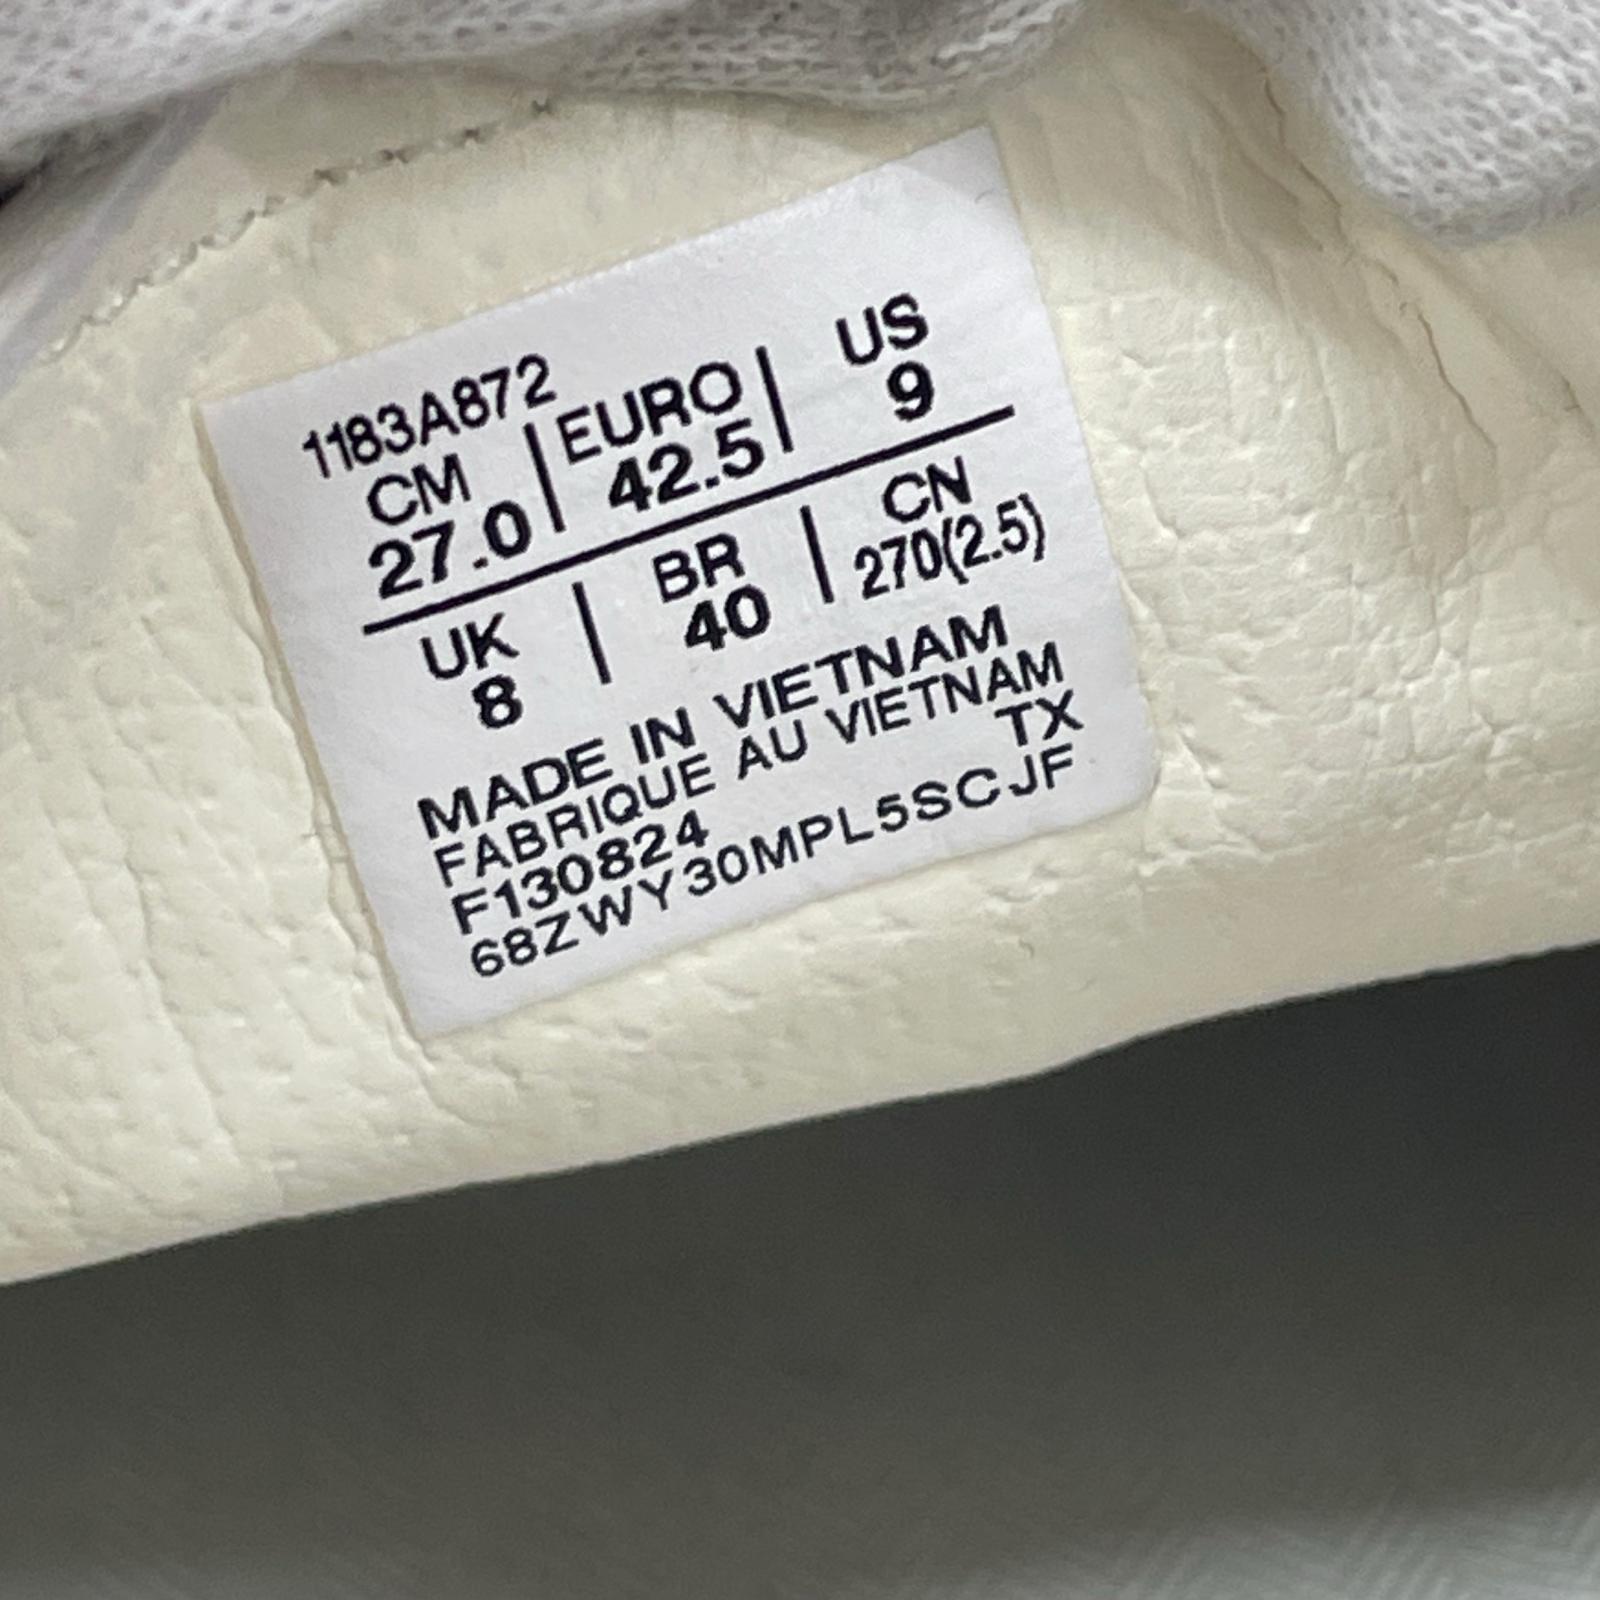 1183A872
CM | EURO | US
27.0 | 42.5 | 9
UK | BR | CN
8 | 40 | 270(2.5)
MADE IN VIETNAM
FABRIQUE AU VIETNAM
F130824 TX
68ZWY30MPL5SCJF